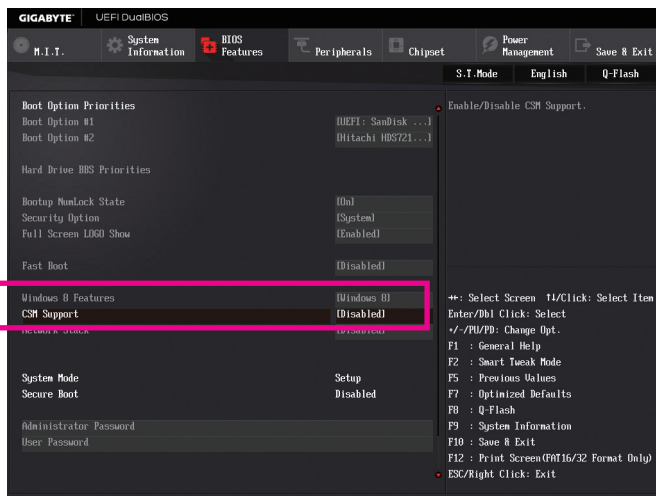 GIGABYTE™ UEFI DualBIOS
M.I.T.
System Information
BIOS Features
Peripherals
Chipset
Power Management
Save & Exit
S.T.Mode English Q-Flash
Boot Option Priorities
Boot Option #1 [UEFI: SanDisk ...]
Boot Option #2 [Hitachi HDS721...]
Hard Drive BBS Priorities
Bootup NumLock State [On]
Security Option [System]
Full Screen LOGO Show [Enabled]
Fast Boot [Disabled]
Windows 8 Features [Windows 8]
CSM Support [Disabled]
Network Stack [Disabled]
System Mode Setup
Secure Boot Disabled
Administrator Password
User Password
Enable/Disable CSM Support.
→←: Select Screen ↑↓/Click: Select Item
Enter/Dbl Click: Select
+/-/PU/PD: Change Opt.
F1 : General Help
F2 : Smart Tweak Mode
F5 : Previous Values
F7 : Optimized Defaults
F8 : Q-Flash
F9 : System Information
F10 : Save & Exit
F12 : Print Screen(FAT16/32 Format Only)
ESC/Right Click: Exit